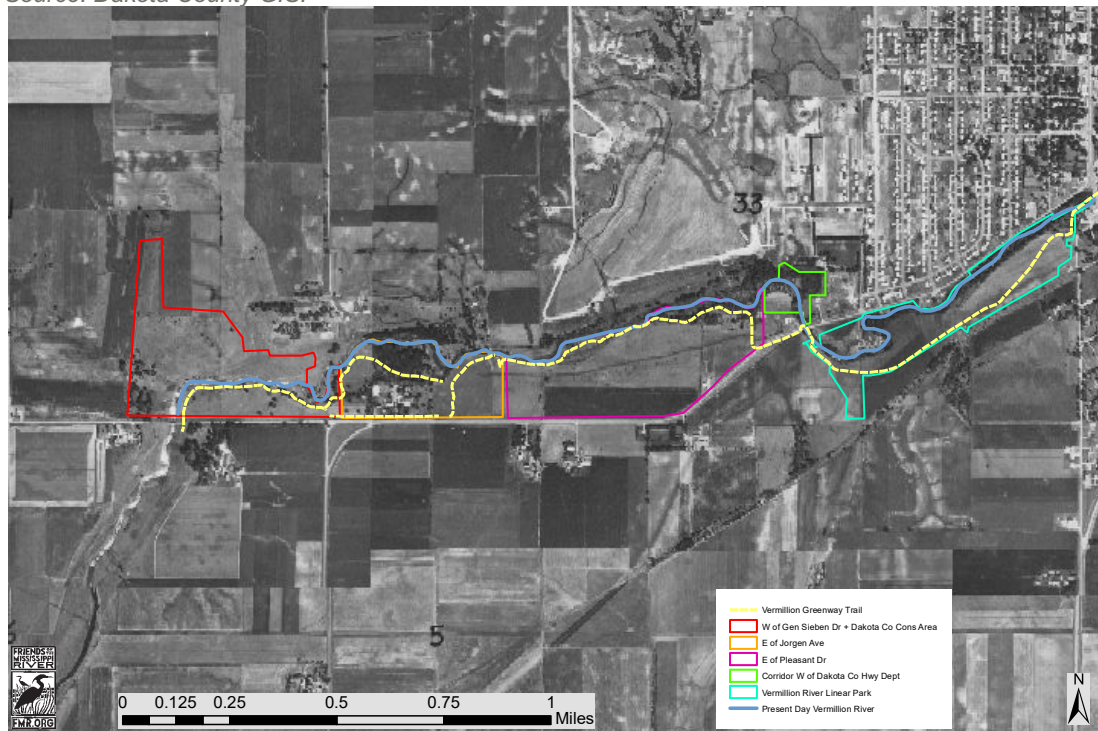 Source: Dakota County G.I.S.
33
5
Vermillion Greenway Trail
W of Gen Sieben Dr + Dakota Co Cons Area
E of Jorgen Ave
E of Pleasant Dr
Corridor W of Dakota Co Hwy Dept
Vermillion River Linear Park
Present Day Vermillion River
FRIENDS OF THE
MISSISSIPPI
RIVER
FMR.ORG
0 0.125 0.25 0.5 0.75 1
Miles
N